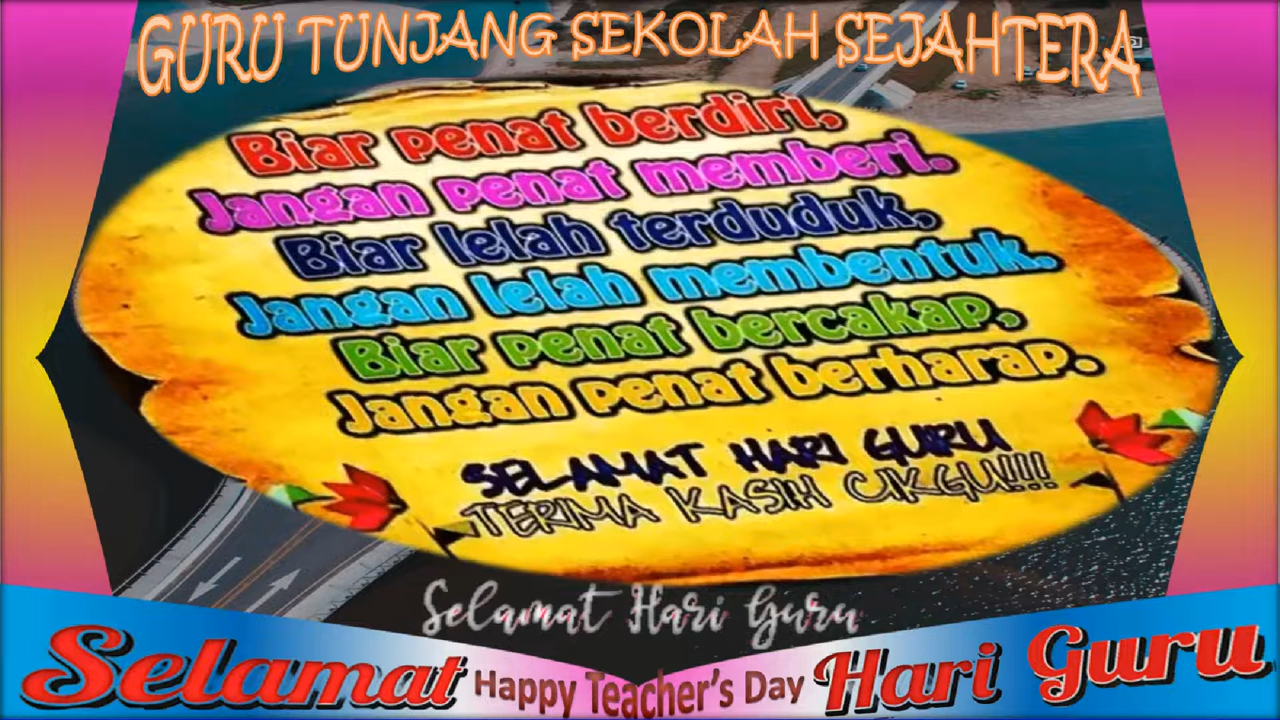 GURU TUNJANG SEKOLAH SEJAHTERA
Biar penat berdiri,
Jangan penat memberi.
Biar lelah terduduk,
Jangan lelah membentuk.
Biar penat bercakap,
Jangan penat berharap.
SELAMAT HARI GURU
TERIMA KASIH CIKGU!!!!
Selamat Hari Guru
Selamat Happy Teacher's Day Hari Guru